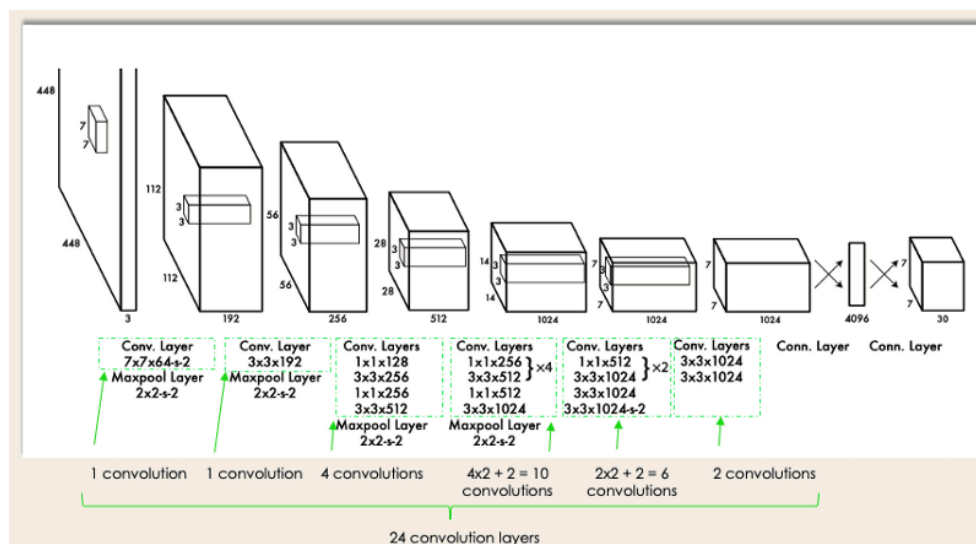 448
7
7
448
3
112
3
3
112
192
56
3
3
56
256
28
3
3
28
512
14
3
3
14
1024
7
3
3
7
1024
7
7
1024
4096
7
7
30
Conv. Layer
7x7x64-s-2
Maxpool Layer
2x2-s-2
Conv. Layer
3x3x192
Maxpool Layer
2x2-s-2
Conv. Layers
1x1x128
3x3x256
1x1x256
3x3x512
Maxpool Layer
2x2-s-2
Conv. Layers
1x1x256
3x3x512 } ×4
1x1x512
3x3x1024
Maxpool Layer
2x2-s-2
Conv. Layers
1x1x512
3x3x1024 } ×2
3x3x1024
3x3x1024-s-2
Conv. Layers
3x3x1024
3x3x1024
Conn. Layer
Conn. Layer
1 convolution
1 convolution
4 convolutions
4x2 + 2 = 10
convolutions
2x2 + 2 = 6
convolutions
2 convolutions
24 convolution layers